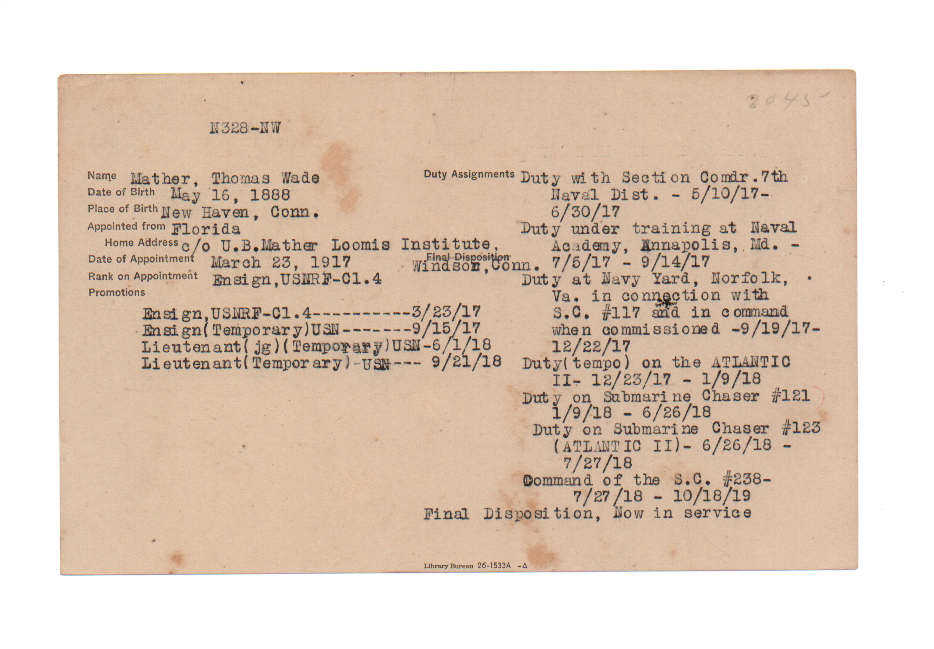 2045
N328-NW
Name Mather, Thomas Wade
Date of Birth May 16, 1888
Place of Birth New Haven, Conn.
Appointed from Florida
Home Address c/o U.B.Mather Loomis Institute,
Windsor,Conn.
Date of Appointment March 23, 1917
Rank on Appointment Ensign,USNRF-Cl.4
Promotions
Ensign,USNRF-Cl.4----------3/23/17
Ensign(Temporary)USN-------9/15/17
Lieutenant(jg)(Temporary)USN-6/1/18
Lieutenant(Temporary)-USN---- 9/21/18
Duty Assignments Duty with Section Comdr.7th
Naval Dist. - 5/10/17-
6/30/17
Duty under training at Naval
Academy, Annapolis, Md. -
Final Disposition 7/5/17 - 9/14/17
Duty at Navy Yard, Norfolk,
Va. in connection with
S.C. #117 and in command
when commissioned -9/19/17-
12/22/17
Duty(tempo) on the ATLANTIC
II- 12/23/17 - 1/9/18
Duty on Submarine Chaser #121
1/9/18 - 6/26/18
Duty on Submarine Chaser #123
(ATLANTIC II)- 6/26/18 -
7/27/18
Command of the S.C. #238-
7/27/18 - 10/18/19
Final Disposition, Now in service
Library Bureau 26-1533A -Δ